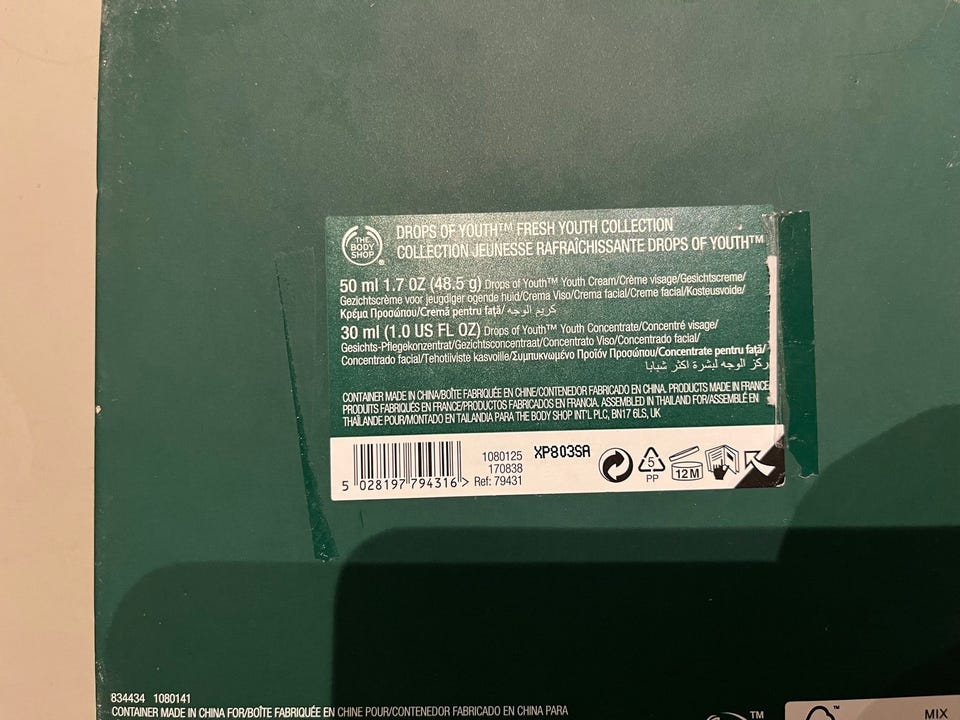 THE
BODY
SHOP
DROPS OF YOUTH™ FRESH YOUTH COLLECTION
COLLECTION JEUNESSE RAFRAÎCHISSANTE DROPS OF YOUTH™
50 ml 1.7 OZ (48.5 g) Drops of Youth™ Youth Cream/Crème visage/Gesichtscreme/
Gezichtscrème voor jeugdiger ogende huid/Crema Viso/Crema facial/Creme facial/Kosteusvoide/
Κρέμα Προσώπου/Cremă pentru față/ كريم الوجه
30 ml (1.0 US FL OZ) Drops of Youth™ Youth Concentrate/Concentré visage/
Gesichts-Pflegekonzentrat/Gezichtsconcentraat/Concentrato Viso/Concentrado facial/
Concentrado facial/Tehotiiviste kasvoille/Συμπυκνωμένο Προϊόν Προσώπου/Concentrate pentru față/
ركز الوجه لبشرة اكثر شبابا
CONTAINER MADE IN CHINA/BOÎTE FABRIQUÉE EN CHINE/CONTENEDOR FABRICADO EN CHINA. PRODUCTS MADE IN FRANCE/
PRODUITS FABRIQUÉS EN FRANCE/PRODUCTOS FABRICADOS EN FRANCIA. ASSEMBLED IN THAILAND FOR/ASSEMBLÉ EN
THAÏLANDE POUR/MONTADO EN TAILANDIA PARA THE BODY SHOP INT'L PLC, BN17 6LS, UK
1080125
170838
Ref: 79431
XP803SA
5 028197 794316 >
5
PP
12M
834434 1080141
CONTAINER MADE IN CHINA FOR/BOÎTE FABRIQUÉE EN CHINE POUR/CONTENEDOR FABRICADO EN CHINA PARA
TM
TM
MIX